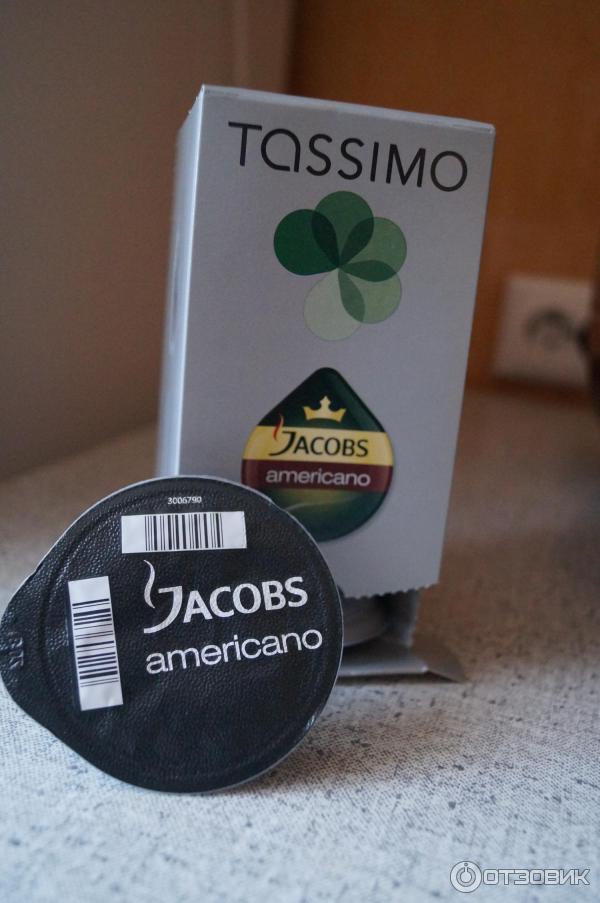 TASSIMO
JACOBS
americano
3006790
JACOBS
americano
ОТЗОВИК